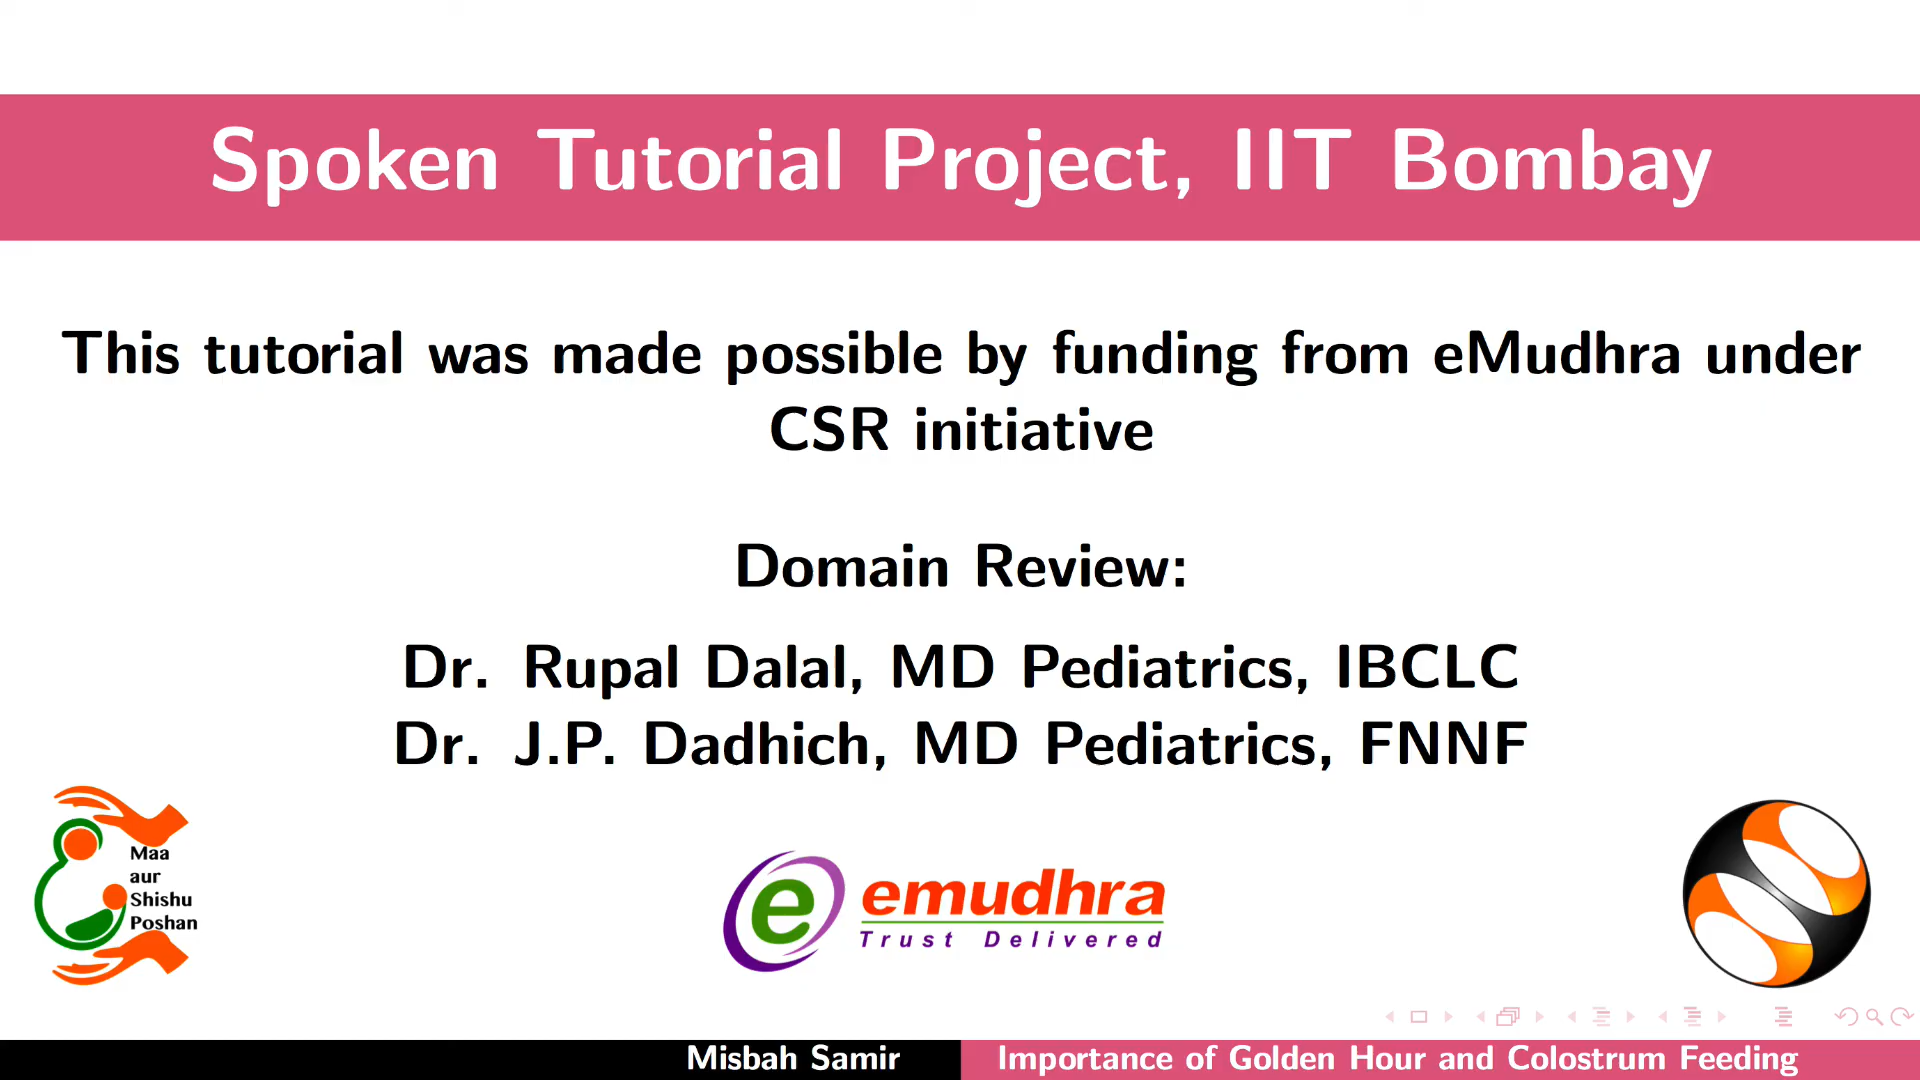 Spoken Tutorial Project, IIT Bombay
This tutorial was made possible by funding from eMudhra under
CSR initiative
Domain Review:
Dr. Rupal Dalal, MD Pediatrics, IBCLC
Dr. J.P. Dadhich, MD Pediatrics, FNNF
Maa
aur
Shishu
Poshan
e emudhra
Trust Delivered
Misbah Samir
Importance of Golden Hour and Colostrum Feeding